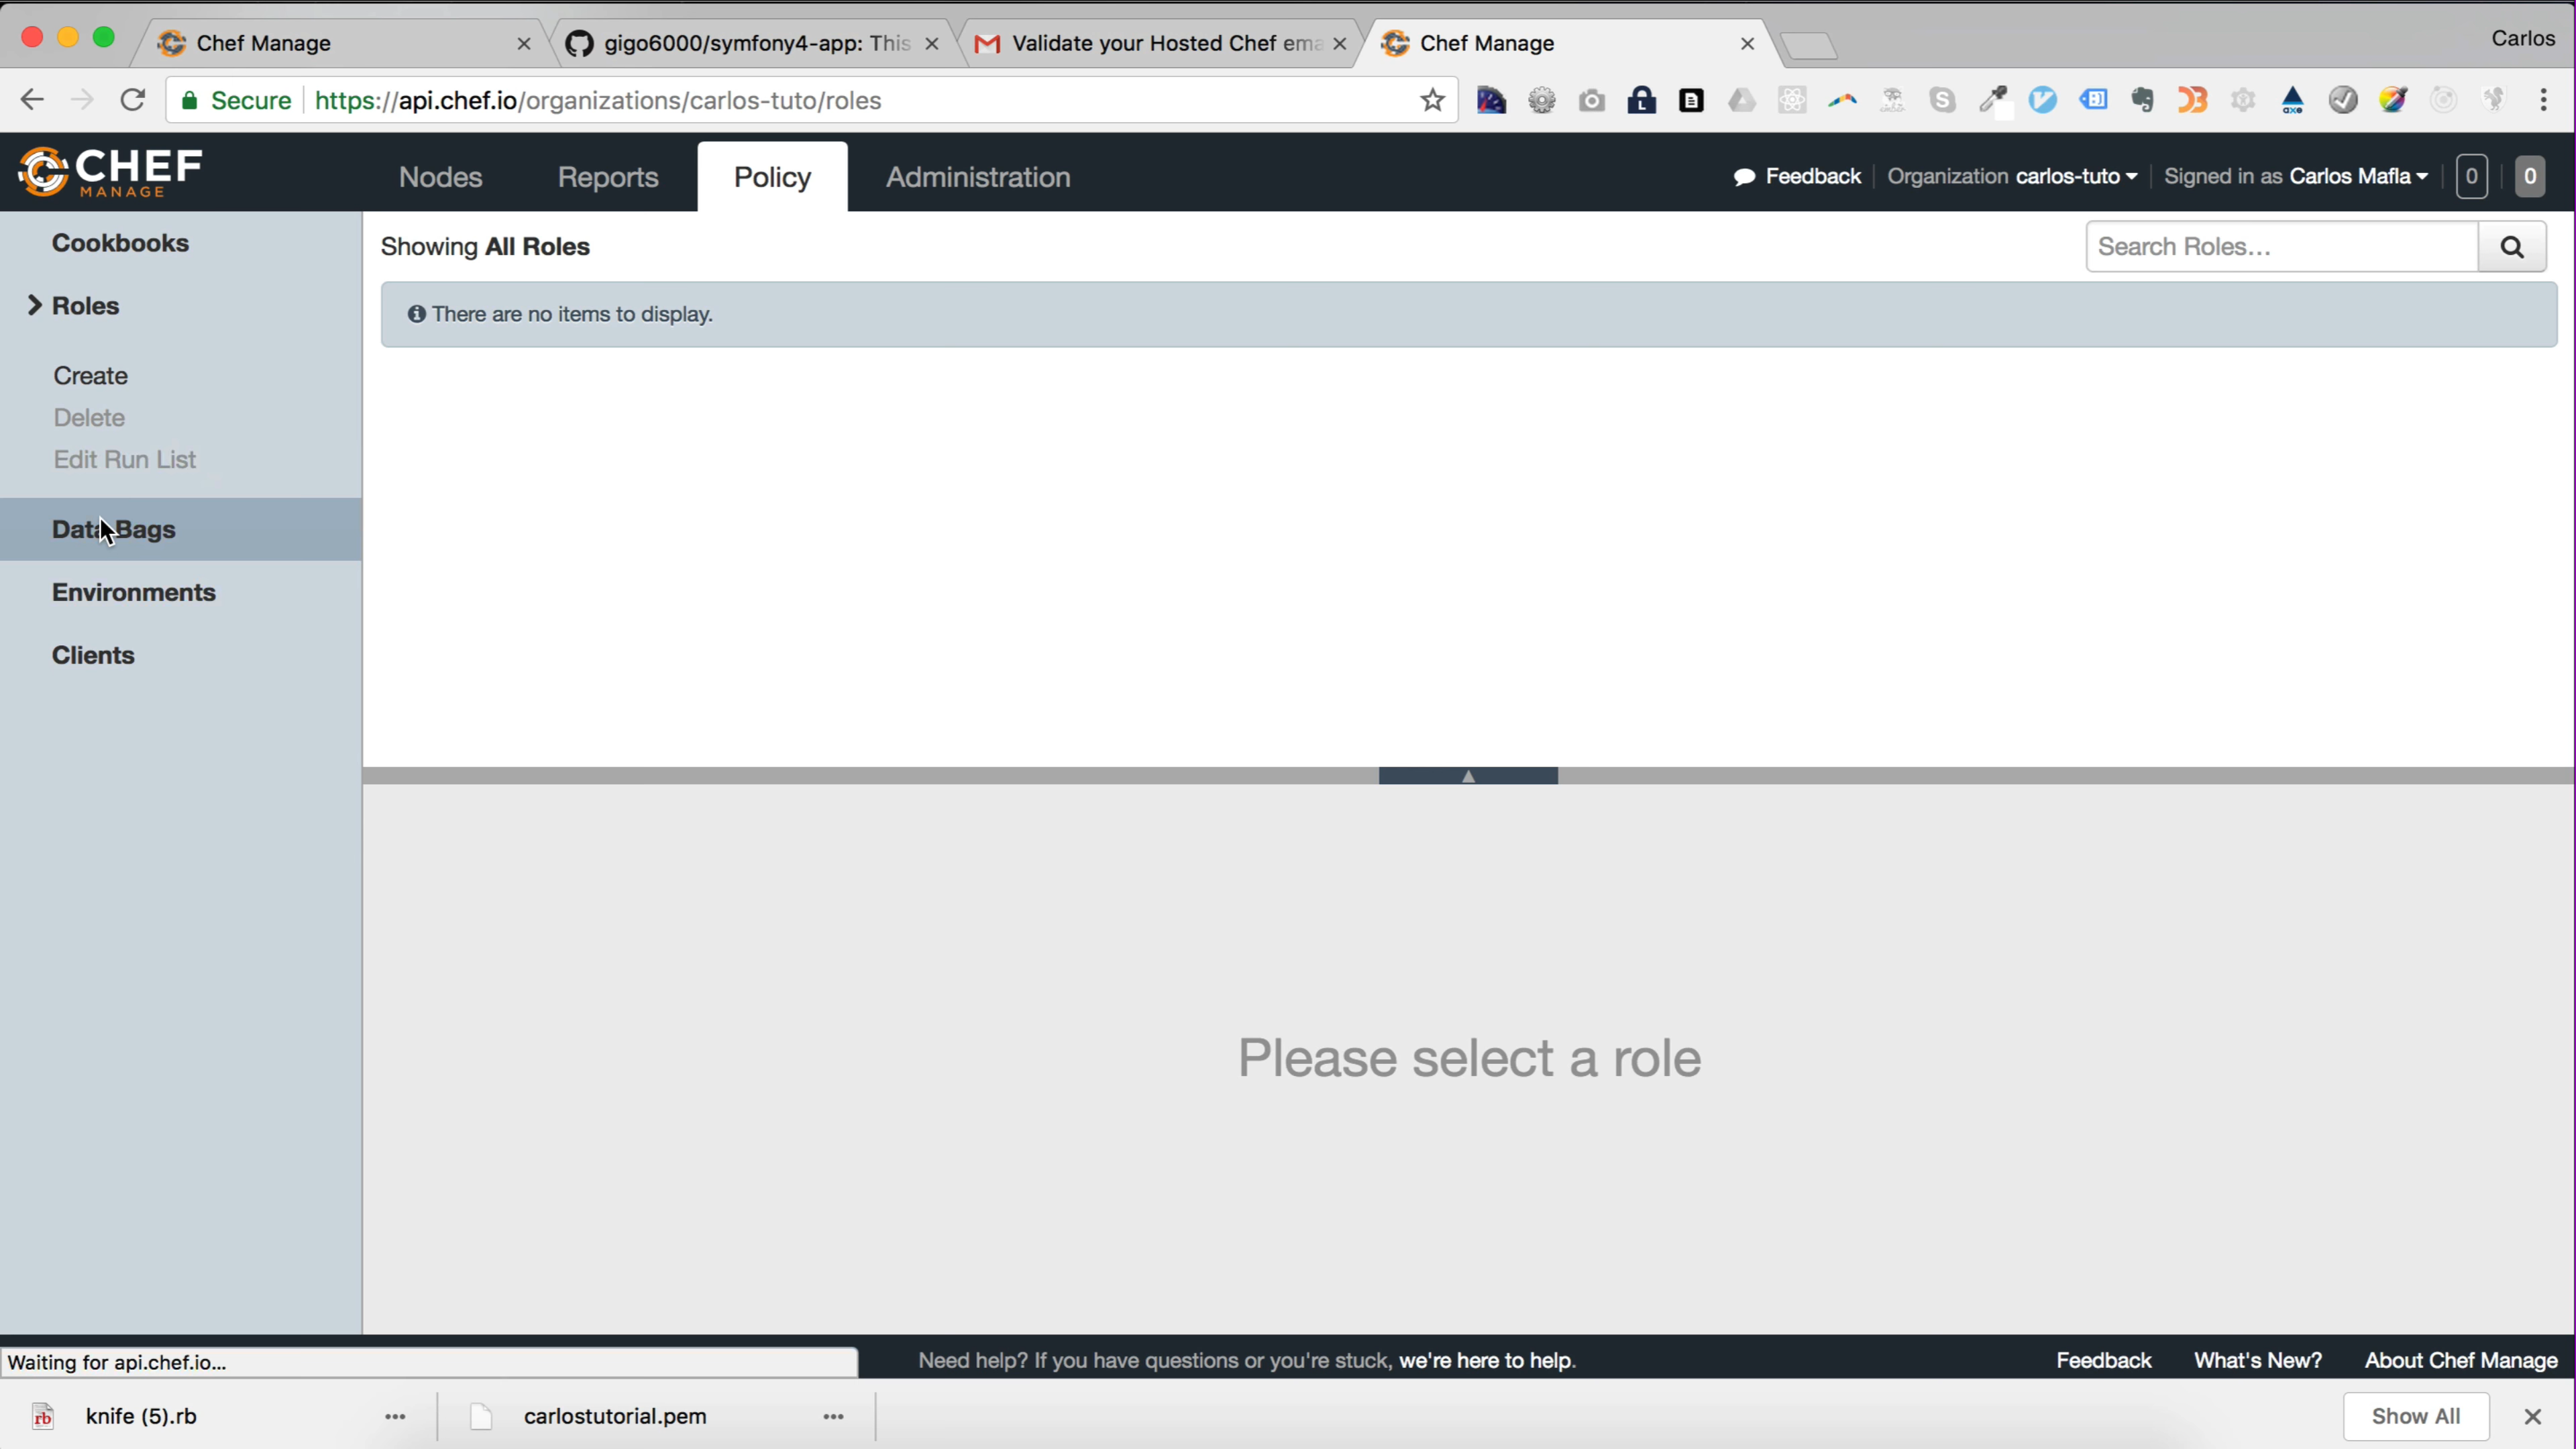 Chef Manage
gigo6000/symfony4-app: This
Validate your Hosted Chef ema
Chef Manage
Carlos
Secure
https://api.chef.io/organizations/carlos-tuto/roles
CHEF
MANAGE
Nodes
Reports
Policy
Administration
Feedback
Organization carlos-tuto
Signed in as Carlos Mafla
0
0
Cookbooks
Roles
Create
Delete
Edit Run List
Data Bags
Environments
Clients
Showing All Roles
Search Roles...
There are no items to display.
Please select a role
Waiting for api.chef.io...
Need help? If you have questions or you're stuck, we're here to help.
Feedback
What's New?
About Chef Manage
rb
knife (5).rb
carlostutorial.pem
Show All